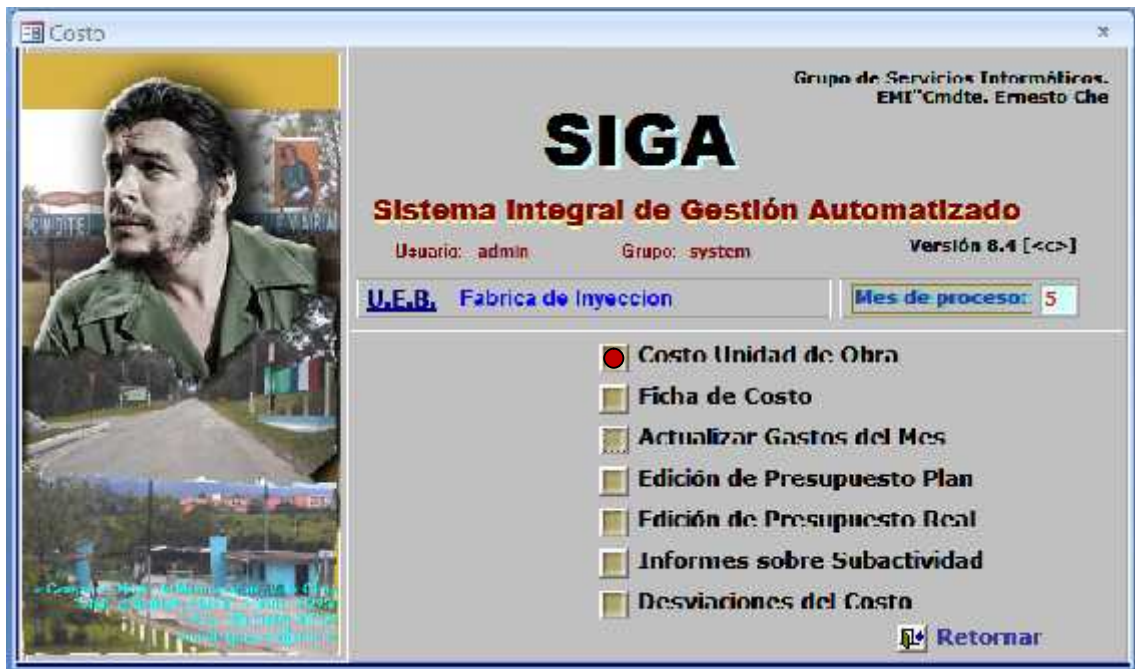 Costo
Grupo de Servicios Informáticos.
EMI"Cmdte. Ernesto Che
SIGA
Sistema Integral de Gestión Automatizado
Usuario: admin Grupo: system Versión 8.4 [<c>]
U.E.B. Fabrica de Inyeccion Mes de proceso: 5
Costo Unidad de Obra
Ficha de Costo
Actualizar Gastos del Mes
Edición de Presupuesto Plan
Edición de Presupuesto Real
Informes sobre Subactividad
Desviaciones del Costo
Retornar